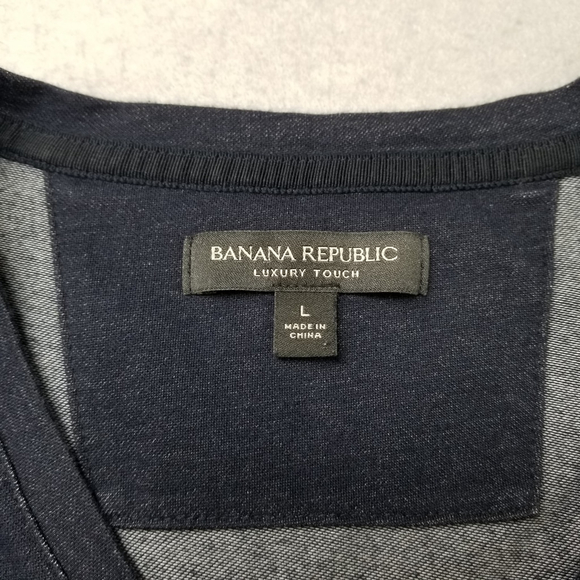 BANANA REPUBLIC
LUXURY TOUCH
L
MADE IN
CHINA